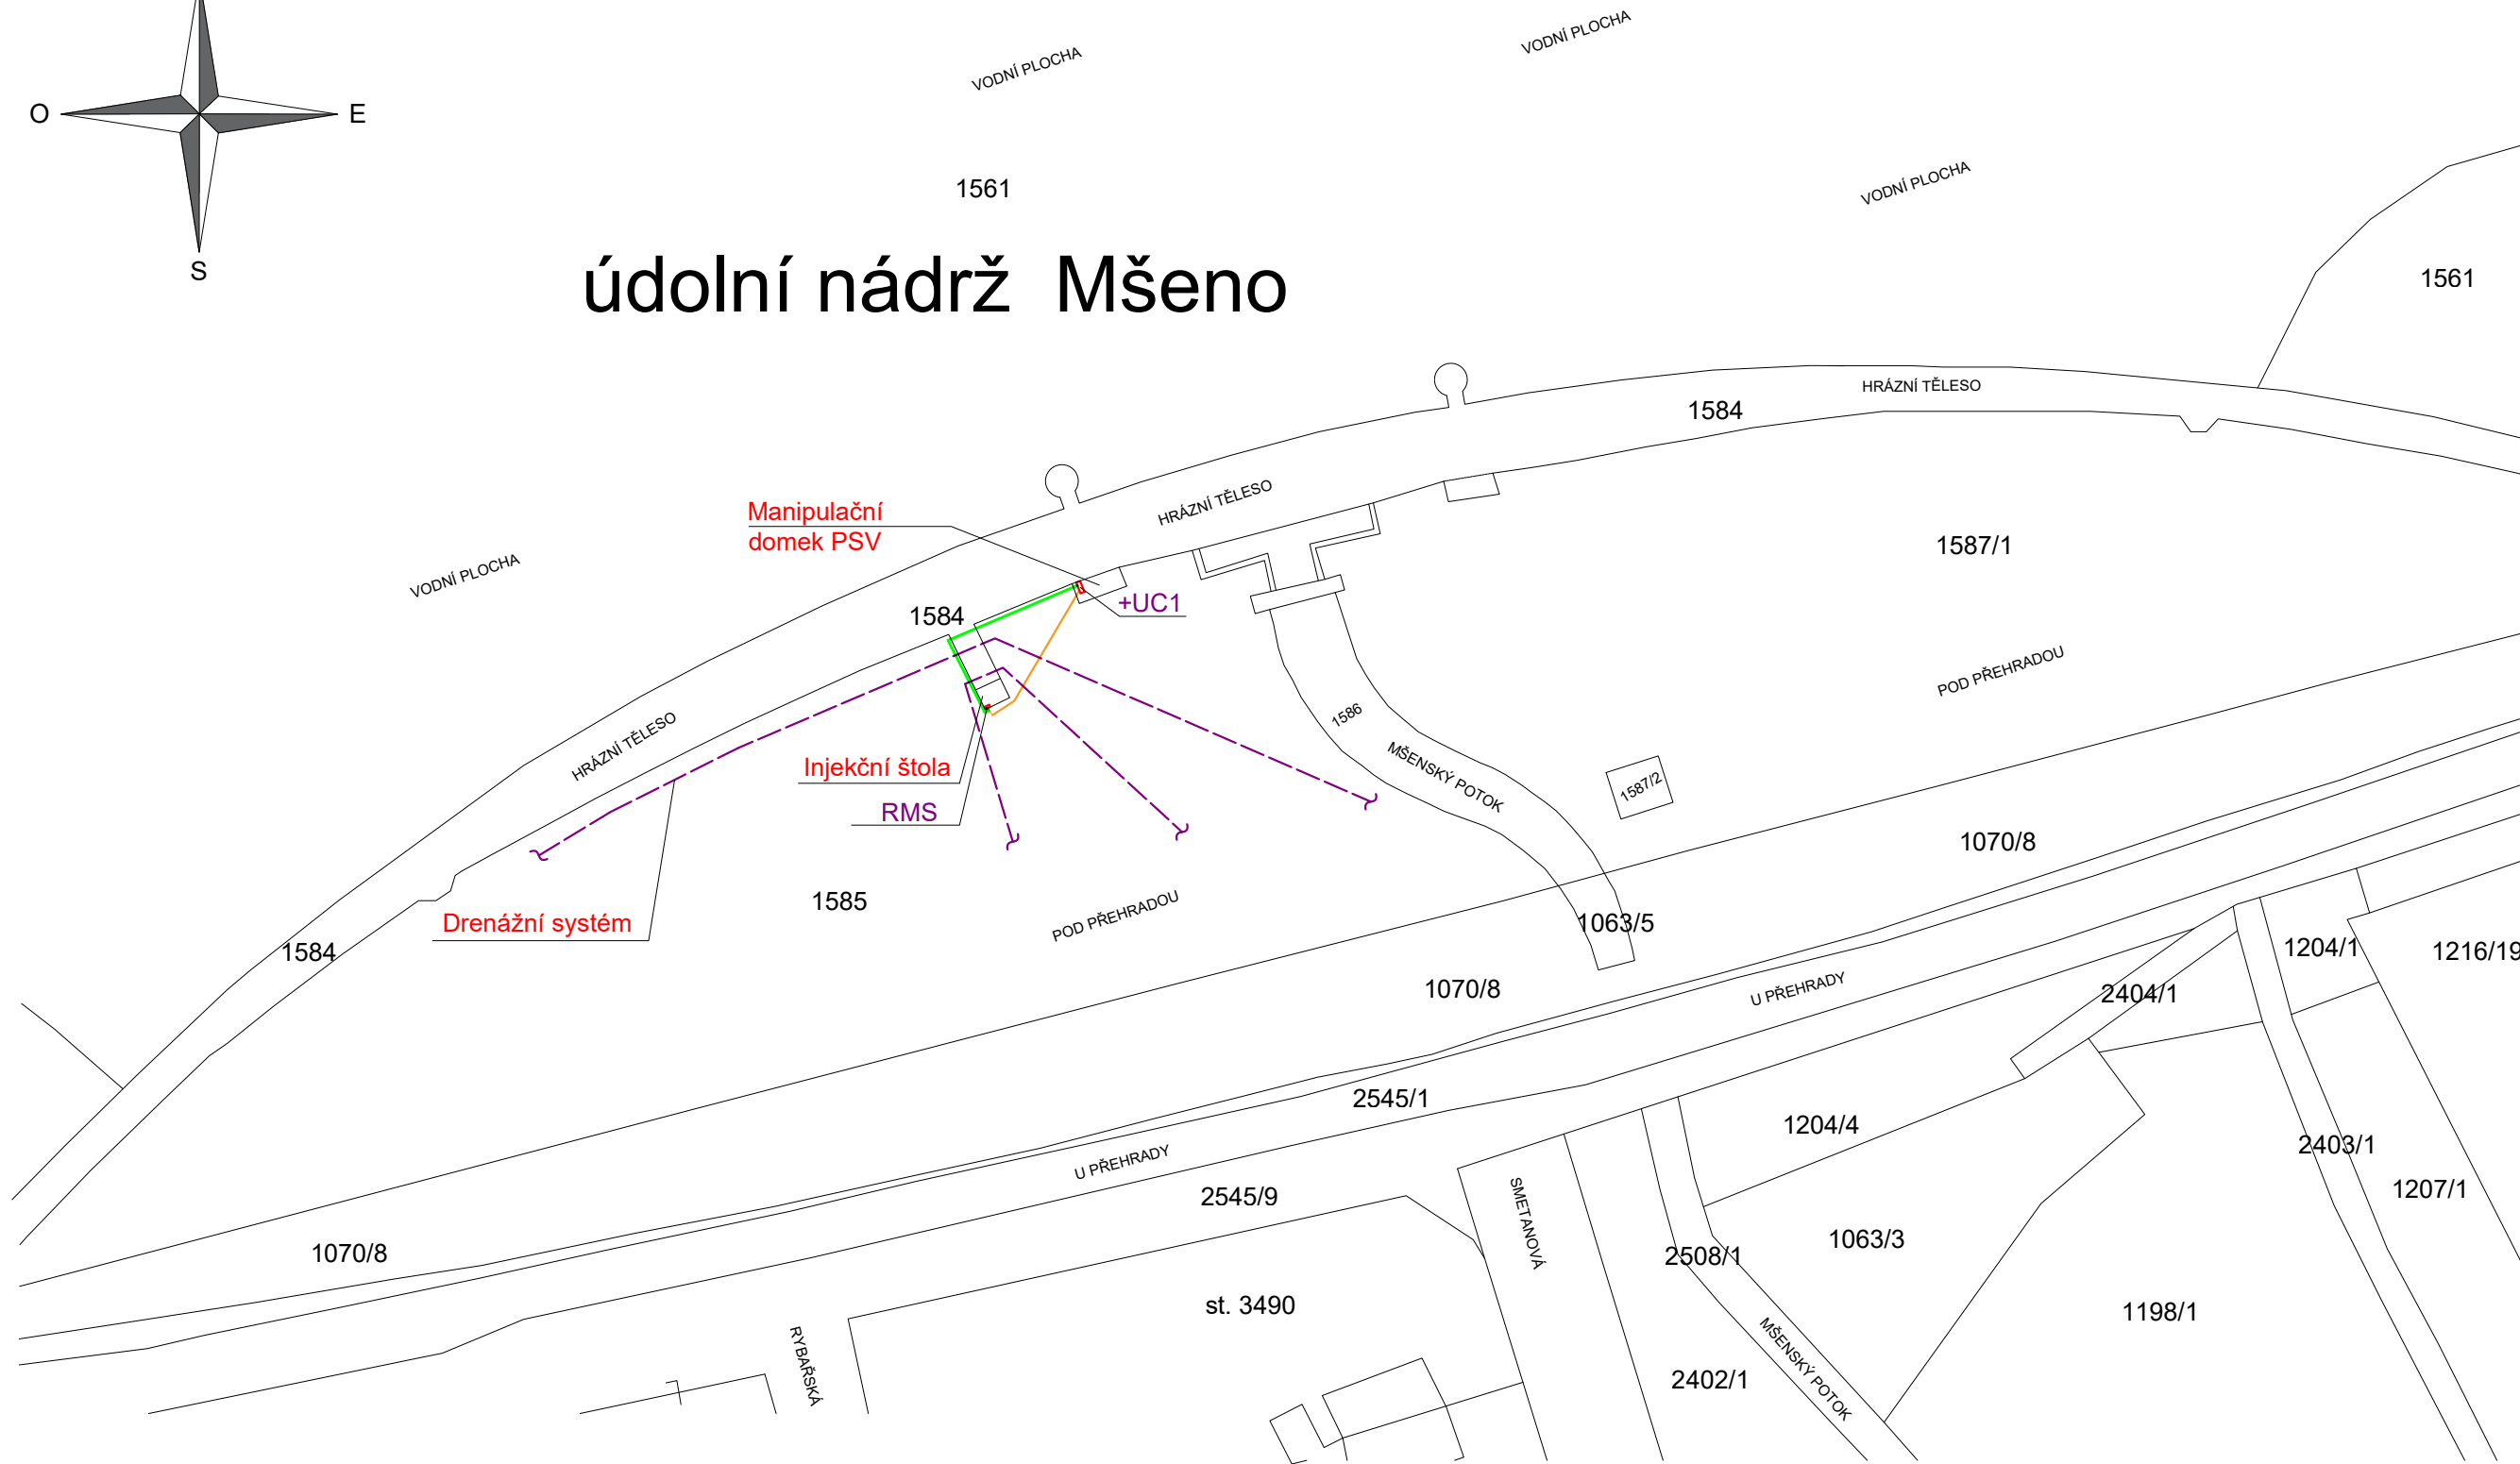 VODNÍ PLOCHA
VODNÍ PLOCHA
O
E
S
1561
VODNÍ PLOCHA
údolní nádrž Mšeno
1561
HRÁZNÍ TĚLESO
1584
HRÁZNÍ TĚLESO
Manipulační
domek PSV
1587/1
VODNÍ PLOCHA
+UC1
1584
POD PŘEHRADOU
1586
HRÁZNÍ TĚLESO
MŠENSKÝ POTOK
Injekční štola
1587/2
RMS
1070/8
1585
POD PŘEHRADOU
Drenážní systém
1063/5
1584
1204/1
1216/19
1070/8
U PŘEHRADY
2404/1
2545/1
1204/4
2403/1
U PŘEHRADY
2545/9
1207/1
SMETANOVÁ
1070/8
2508/1
1063/3
st. 3490
1198/1
RYBAŘSKÁ
2402/1
MŠENSKÝ POTOK